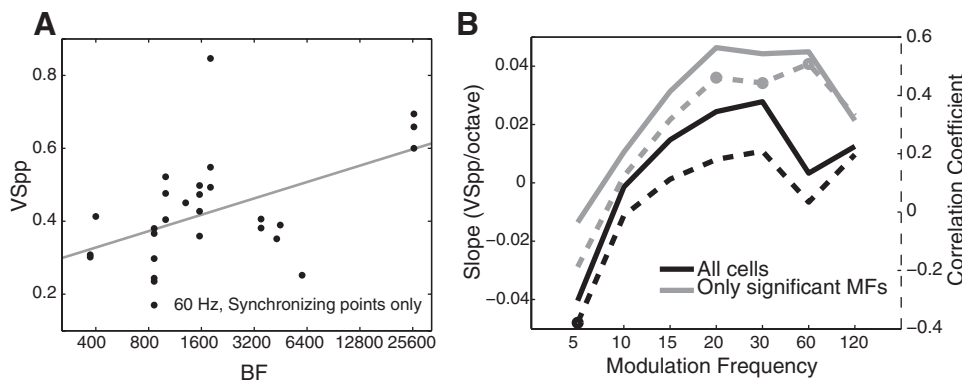 A
0.8
0.6
0.4
0.2
VSpp
60 Hz, Synchronizing points only
400 800 1600 3200 6400 12800 25600
BF
B
0.04
0.02
0
−0.02
−0.04
Slope (VSpp/octave)
All cells
Only significant MFs
5 10 15 20 30 60 120
Modulation Frequency
0.6
0.4
0.2
0
−0.2
−0.4
Correlation Coefficient